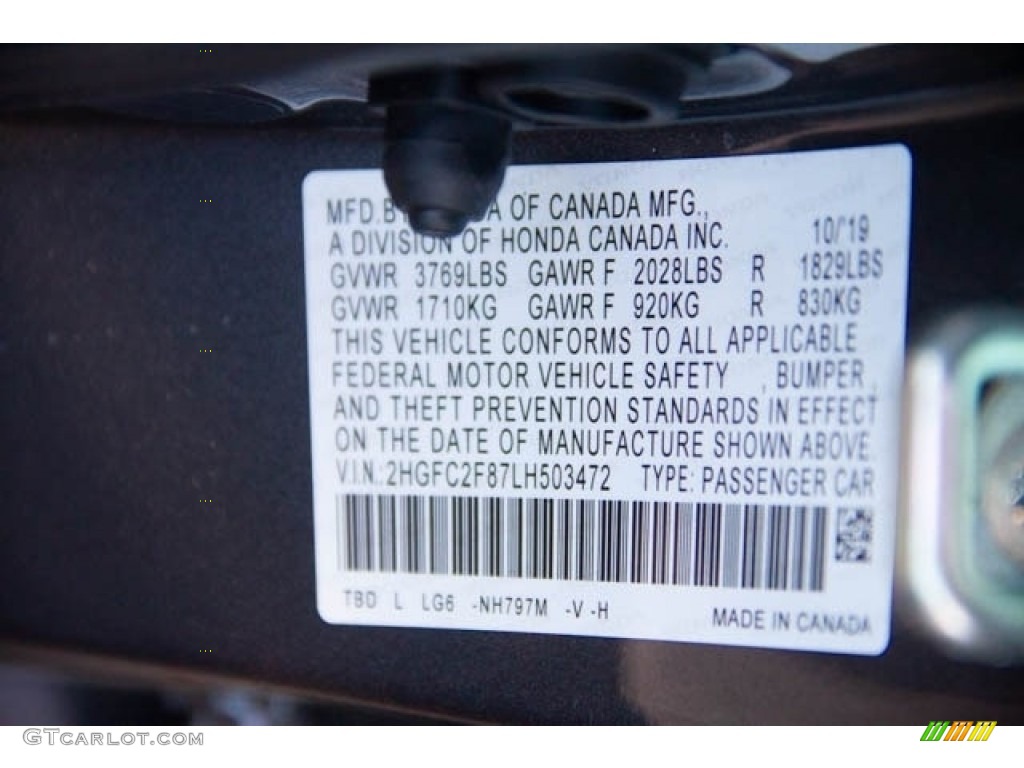 MFD.BY A OF CANADA MFG.,
A DIVISION OF HONDA CANADA INC. 10/'19
GVWR 3769LBS GAWR F 2028LBS R 1829LBS
GVWR 1710KG GAWR F 920KG R 830KG
THIS VEHICLE CONFORMS TO ALL APPLICABLE
FEDERAL MOTOR VEHICLE SAFETY , BUMPER ,
AND THEFT PREVENTION STANDARDS IN EFFECT
ON THE DATE OF MANUFACTURE SHOWN ABOVE.
V.I.N.: 2HGFC2F87LH503472 TYPE: PASSENGER CAR
TBD L LG6 -NH797M -V -H
MADE IN CANADA
GTCARLOT.COM